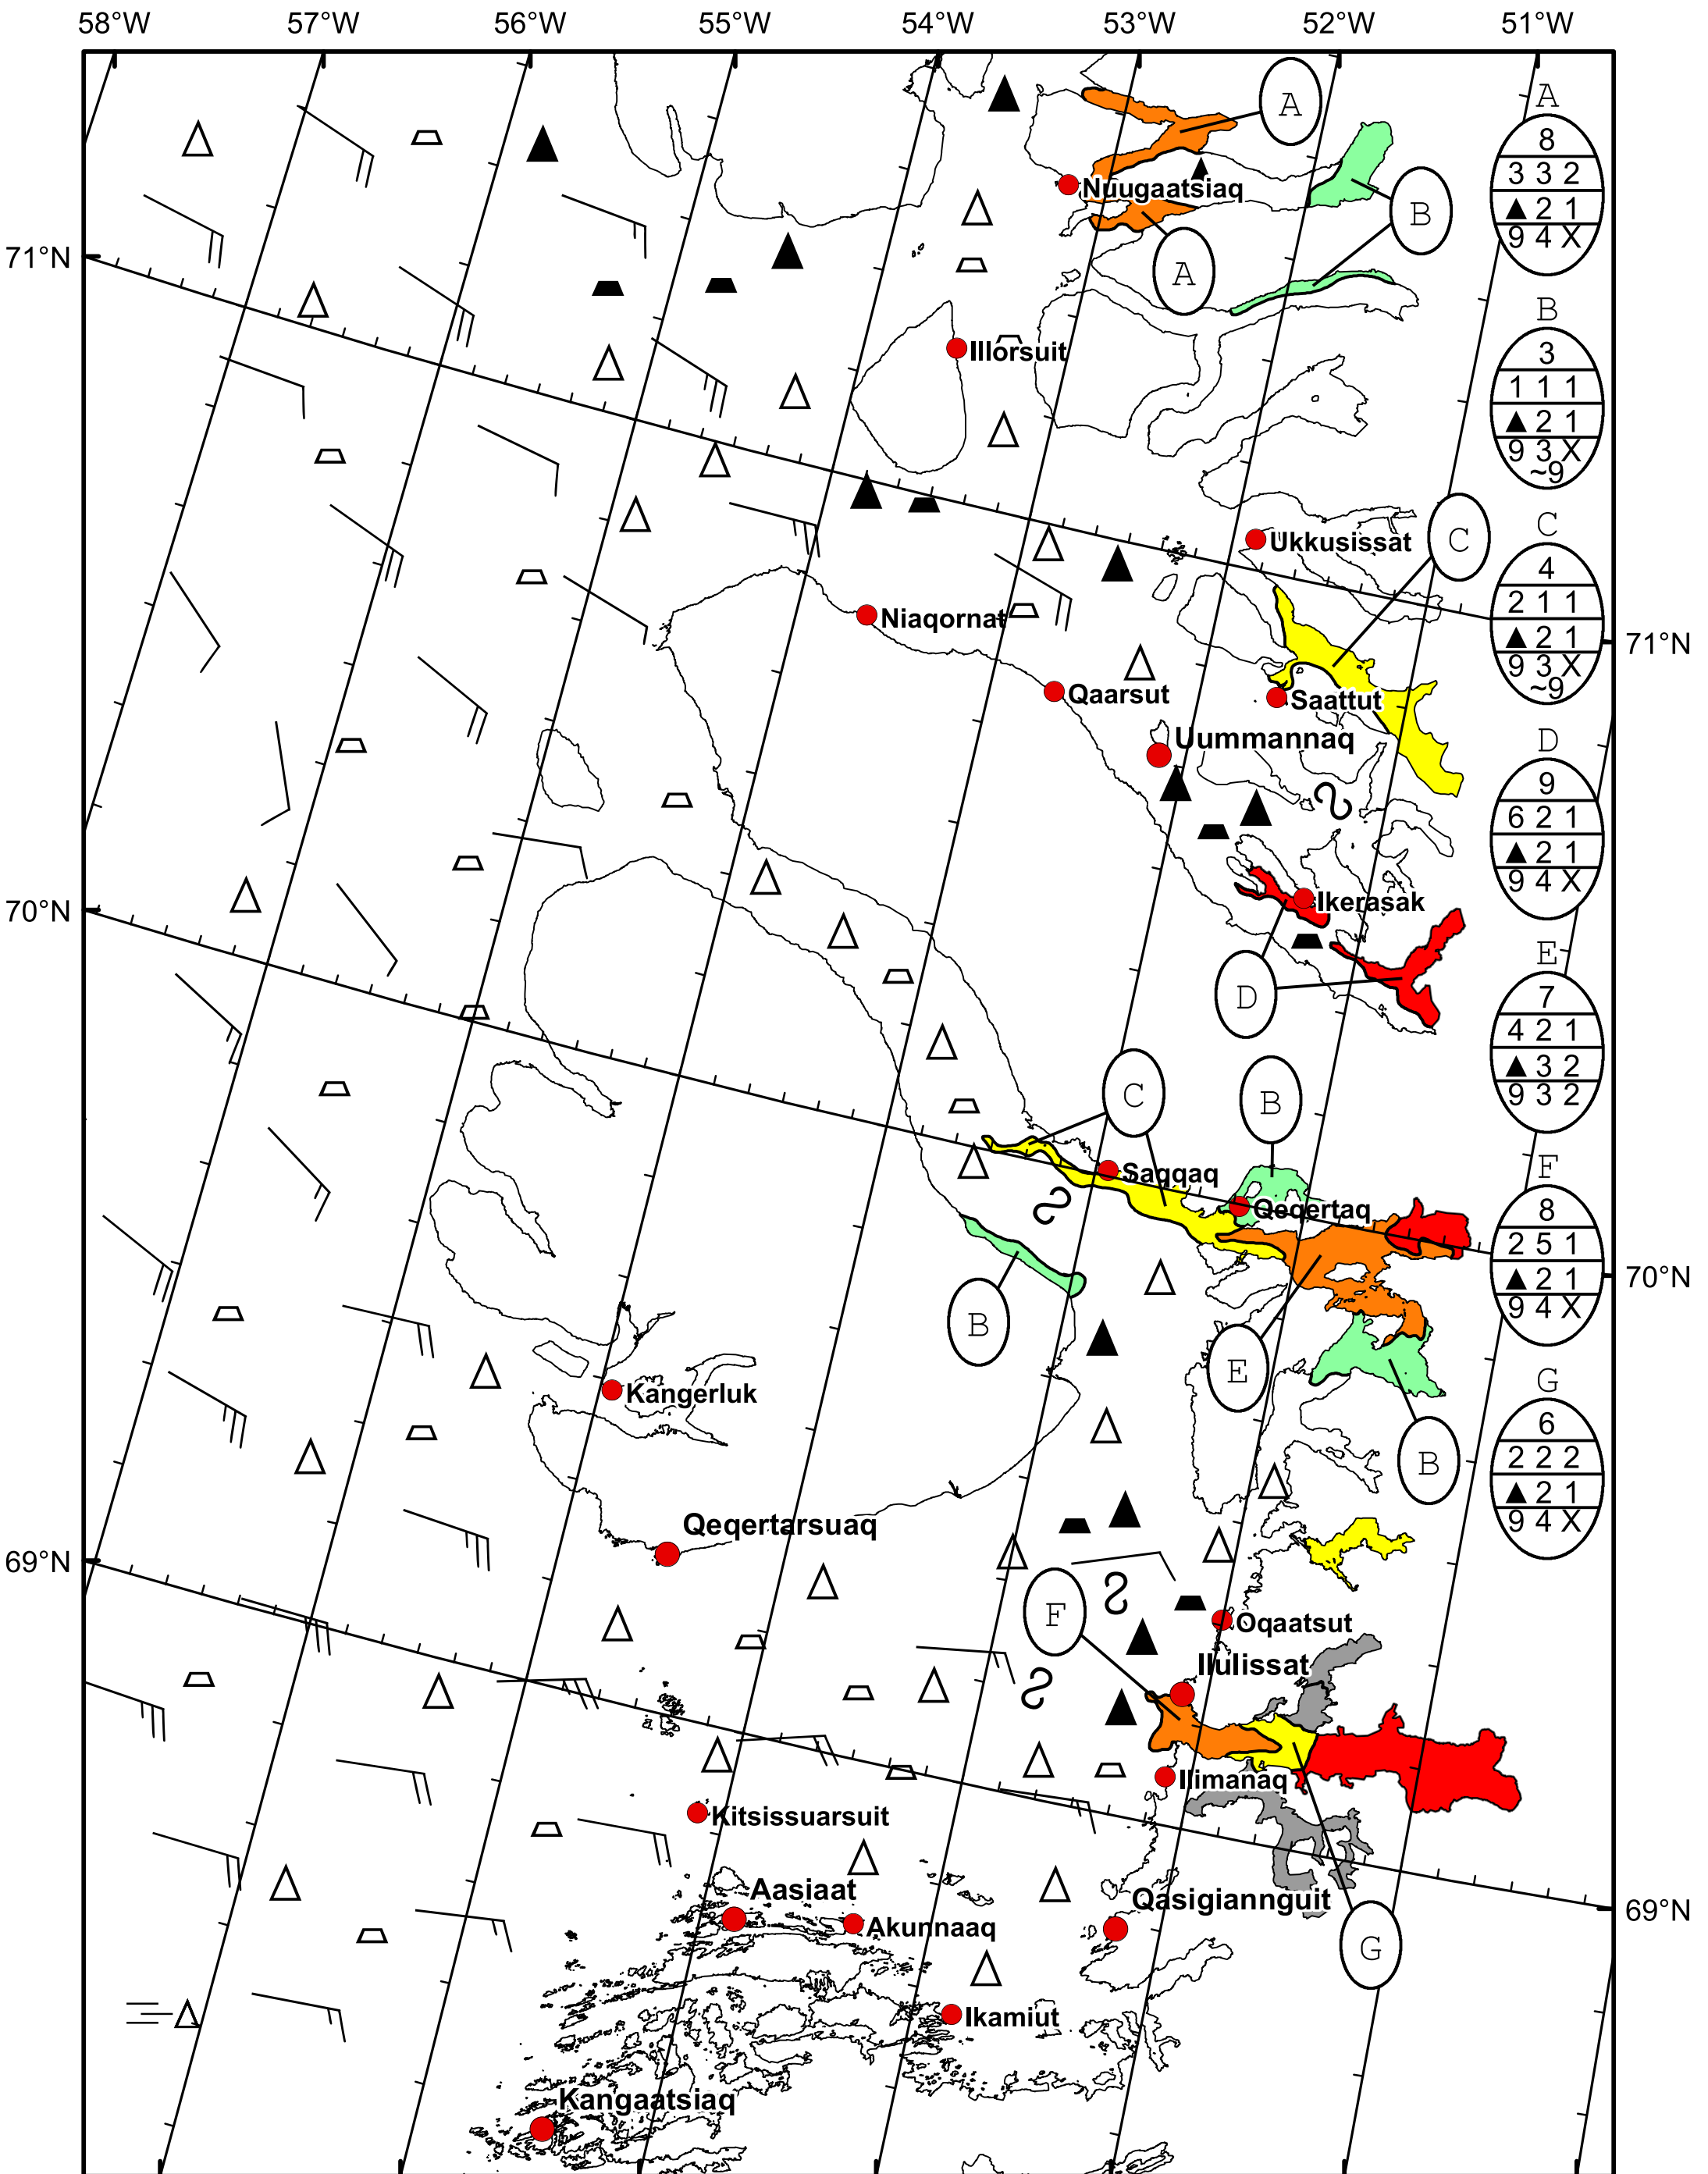 58°W 57°W 56°W 55°W 54°W 53°W 52°W 51°W
A
A
8
3 3 2
▲ 2 1
9 4 X
Nuugaatsiaq
B
71°N
A
B
3
1 1 1
▲ 2 1
9 3 X
~9
Illorsuit
C
4
2 1 1
▲ 2 1
9 3 X
~9
C
Ukkusissat
Niaqornat
71°N
Qaarsut
Saattut
Uummannaq
D
9
6 2 1
▲ 2 1
9 4 X
70°N
Ikerasak
D
E
7
4 2 1
▲ 3 2
9 3 2
C
B
Saqqaq
Qeqertaq
F
8
2 5 1
▲ 2 1
9 4 X
70°N
B
E
Kangerluk
B
G
6
2 2 2
▲ 2 1
9 4 X
Qeqertarsuaq
69°N
F
Oqaatsut
Ilulissat
Ilimanaq
Kitsissuarsuit
Aasiaat
Qasigiannguit
69°N
Akunnaaq
G
Ikamiut
Kangaatsiaq